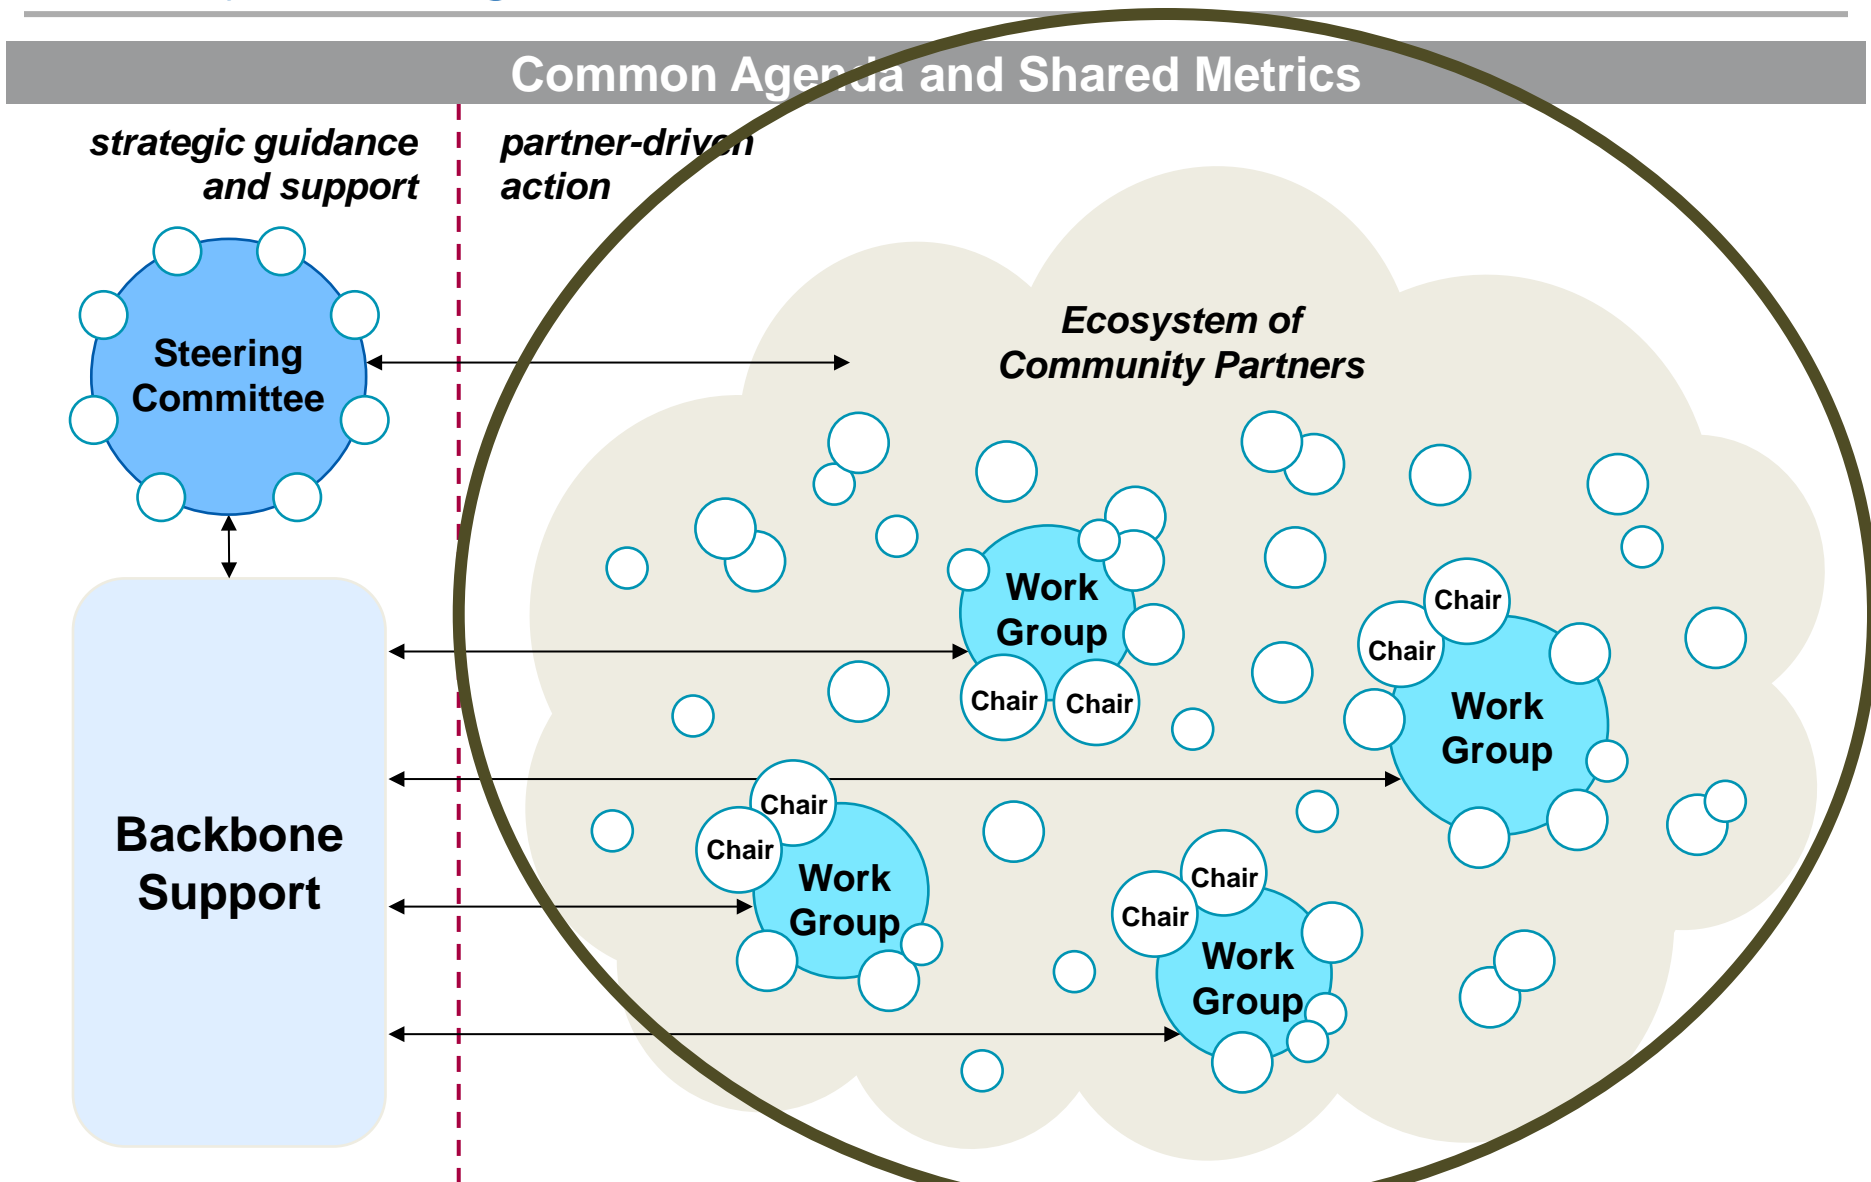 Common Agenda and Shared Metrics
strategic guidance
and support
partner-driven
action
Steering
Committee
Ecosystem of
Community Partners
Work
Group
Chair
Chair
Chair
Chair
Work
Group
Backbone
Support
Chair
Chair
Work
Group
Chair
Chair
Work
Group